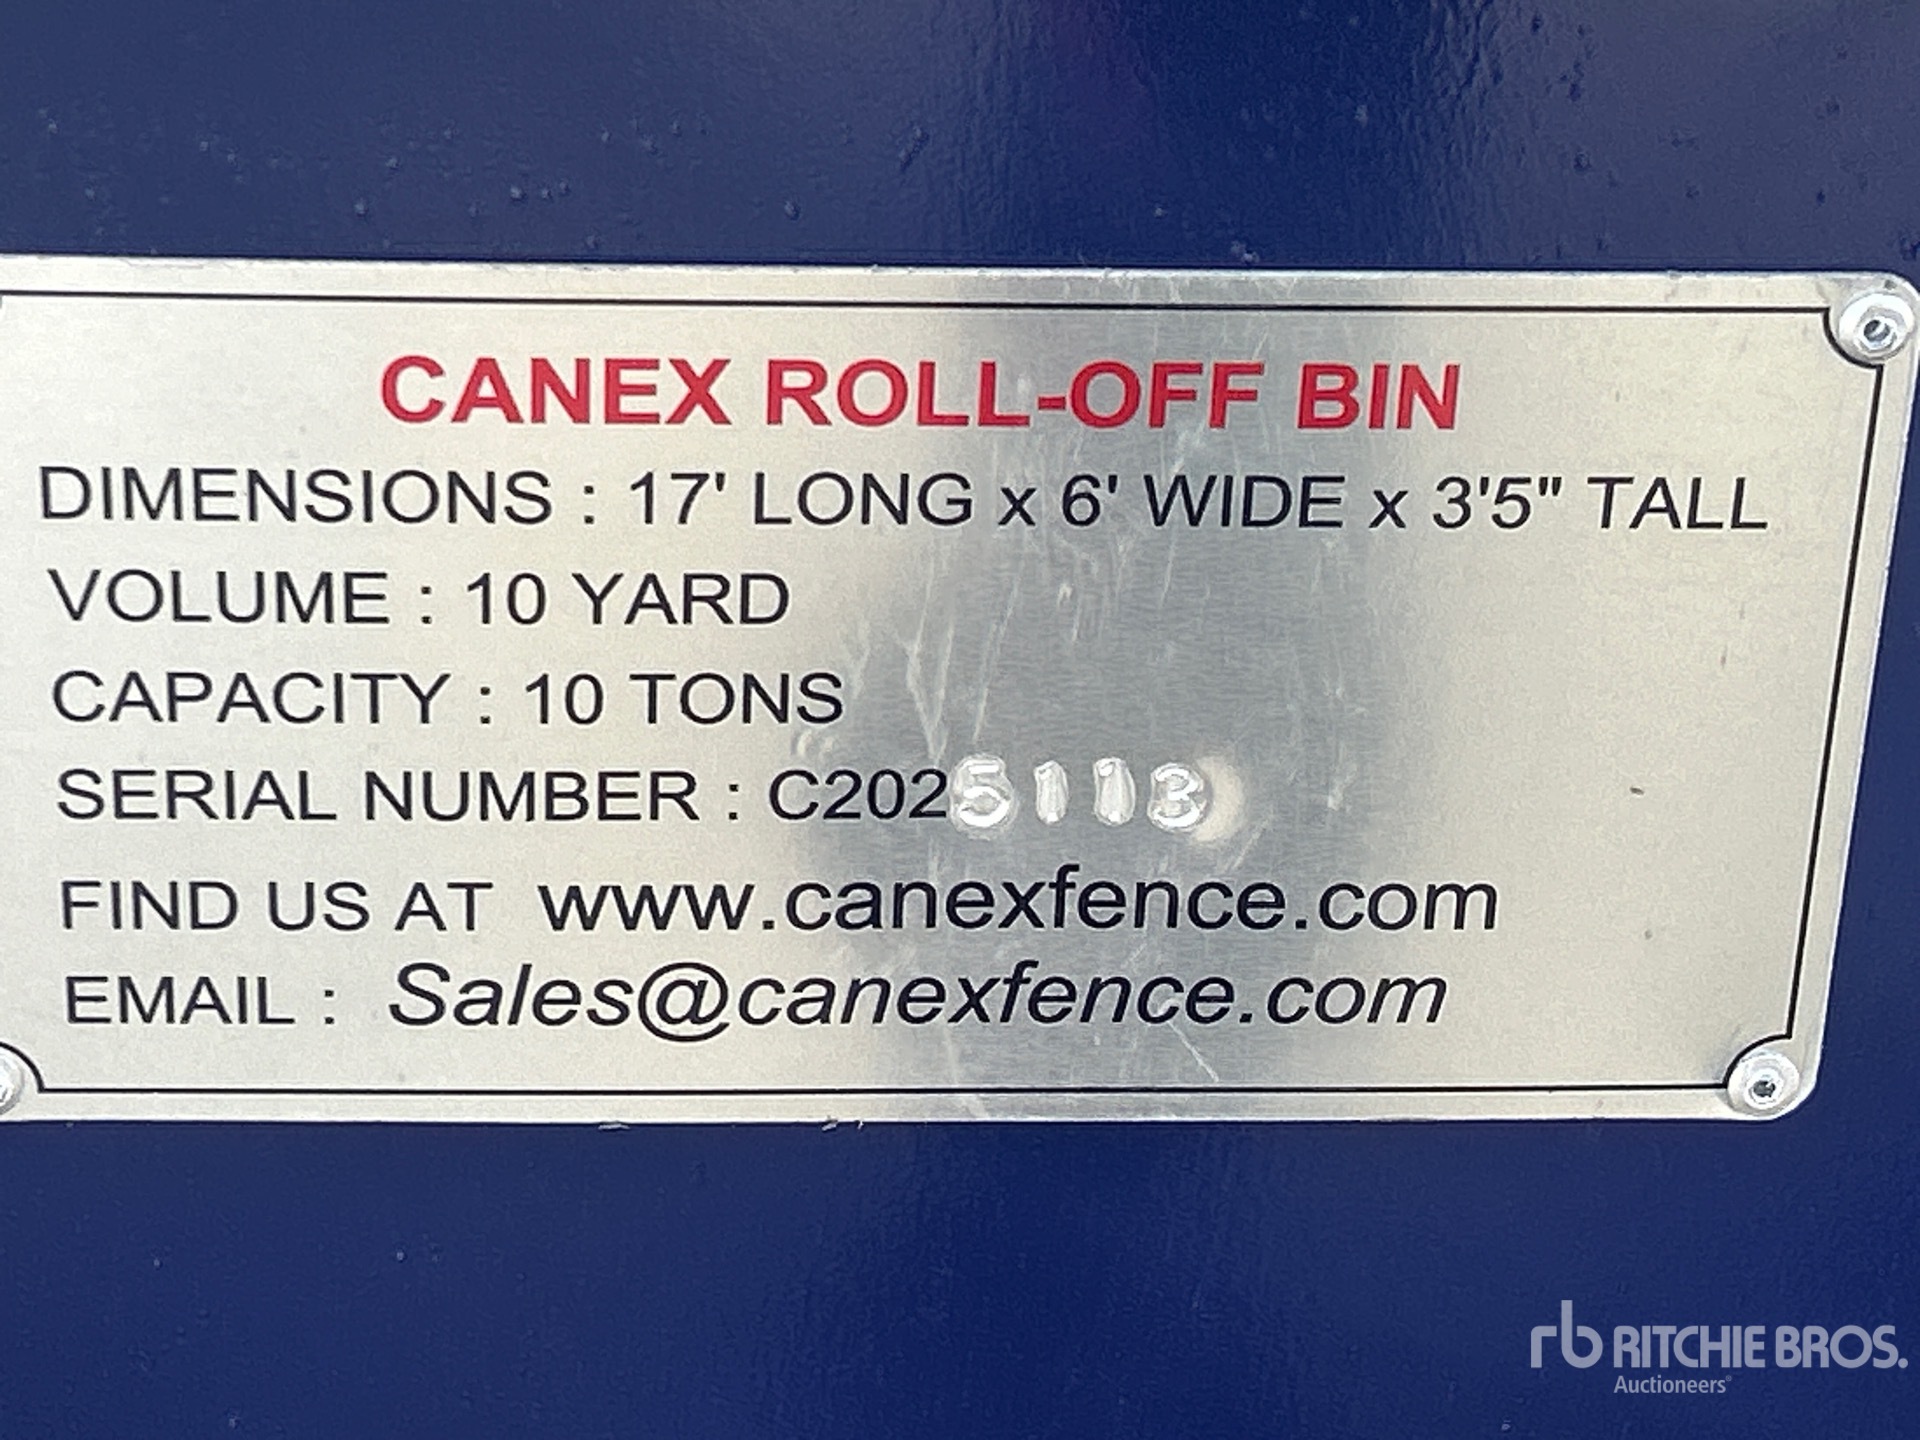 CANEX ROLL-OFF BIN
DIMENSIONS : 17' LONG x 6' WIDE x 3'5" TALL
VOLUME : 10 YARD
CAPACITY : 10 TONS
SERIAL NUMBER : C2025113
FIND US AT www.canexfence.com
EMAIL : Sales@canexfence.com
rb RITCHIE BROS.
Auctioneers®